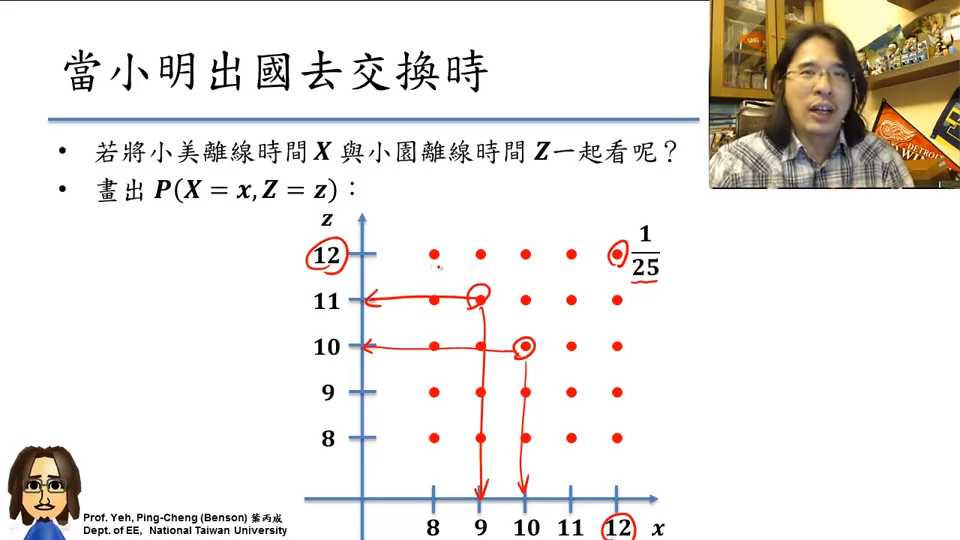 當小明出國去交換時
• 若將小美離線時間 X 與小園離線時間 Z 一起看呢？
• 畫出 P(X = x, Z = z)：
z
12
11
10
9
8
1
25
8 9 10 11 12 x
Prof. Yeh, Ping-Cheng (Benson) 葉丙成
Dept. of EE, National Taiwan University
DETROIT